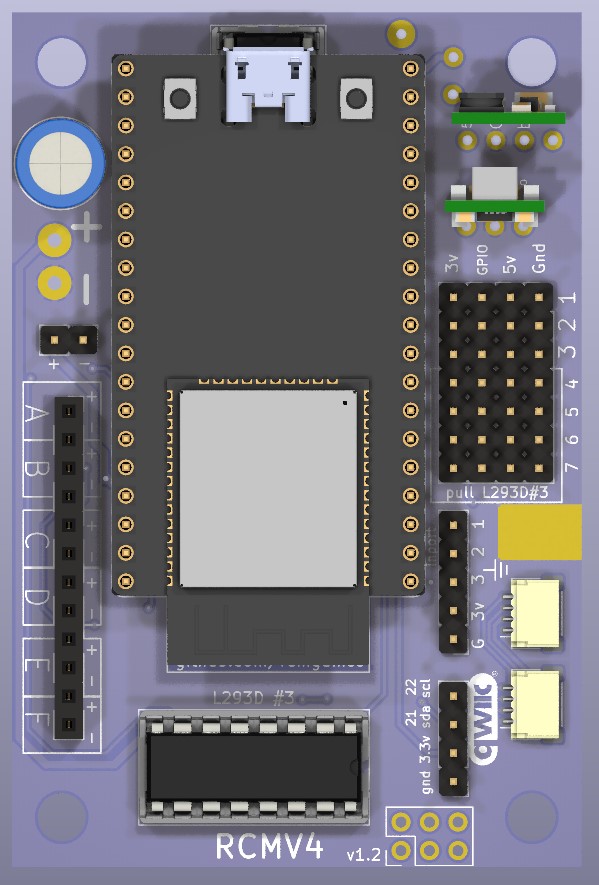 +
−
+ −
3v GPIO 5v Gnd
1
2
3
4
5
6
7
pull L293D#3
A
B
C
D
E
F
+
−
+
−
+
−
+
−
+
−
+
−
1
2
3
3v
G
L293D #3
22
21
gnd 3.3v sda scl
qwiic
RCMV4
v1.2